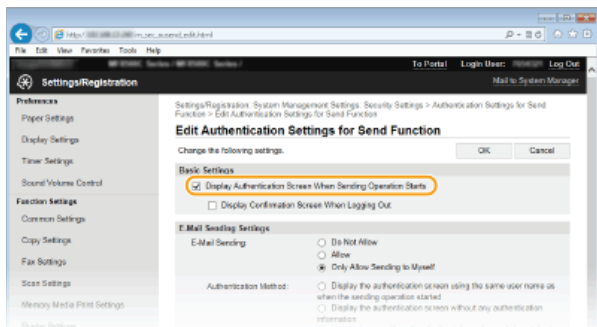 http://
m_sec_ausend_edit.html
File Edit View Favorites Tools Help
Series / Series /
To Portal Login User: Log Out
Settings/Registration
Mail to System Manager
Preferences
Paper Settings
Display Settings
Timer Settings
Sound Volume Control
Function Settings
Common Settings
Copy Settings
Fax Settings
Scan Settings
Memory Media Print Settings
Settings/Registration: System Management Settings: Security Settings > Authentication Settings for Send
Function > Edit Authentication Settings for Send Function
Edit Authentication Settings for Send Function
Change the following settings.
OK Cancel
Basic Settings
Display Authentication Screen When Sending Operation Starts
Display Confirmation Screen When Logging Out
E-Mail Sending Settings
E-Mail Sending:
Do Not Allow
Allow
Only Allow Sending to Myself
Authentication Method:
Display the authentication screen using the same user name as
when the sending operation started
Display the authentication screen without any authentication
information